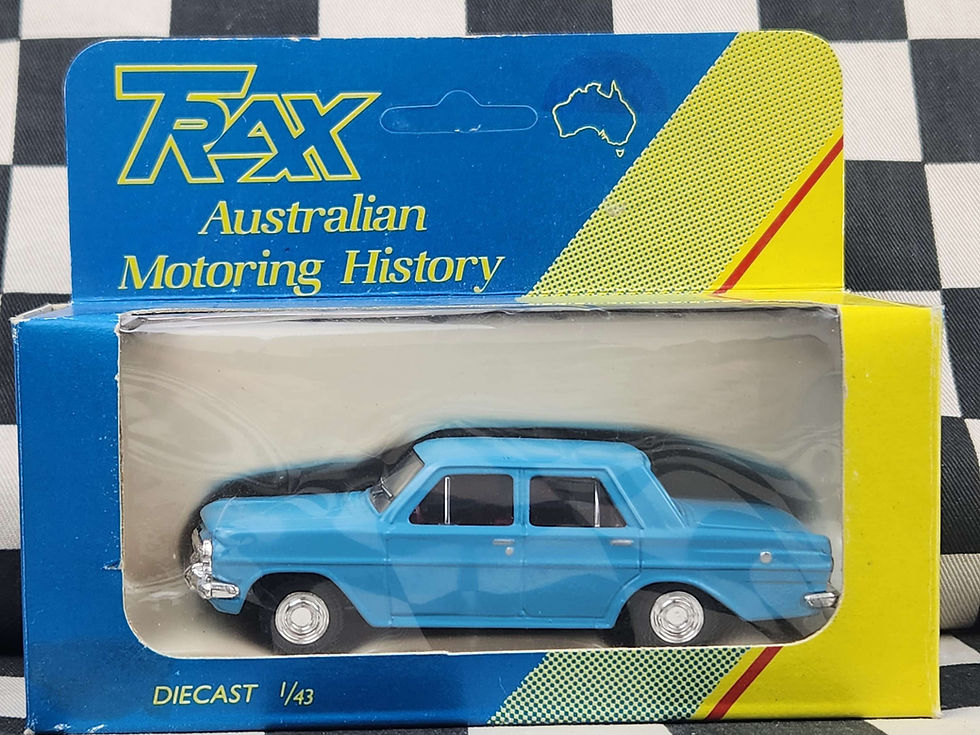 TRAX
Australian
Motoring History
DIECAST 1/43